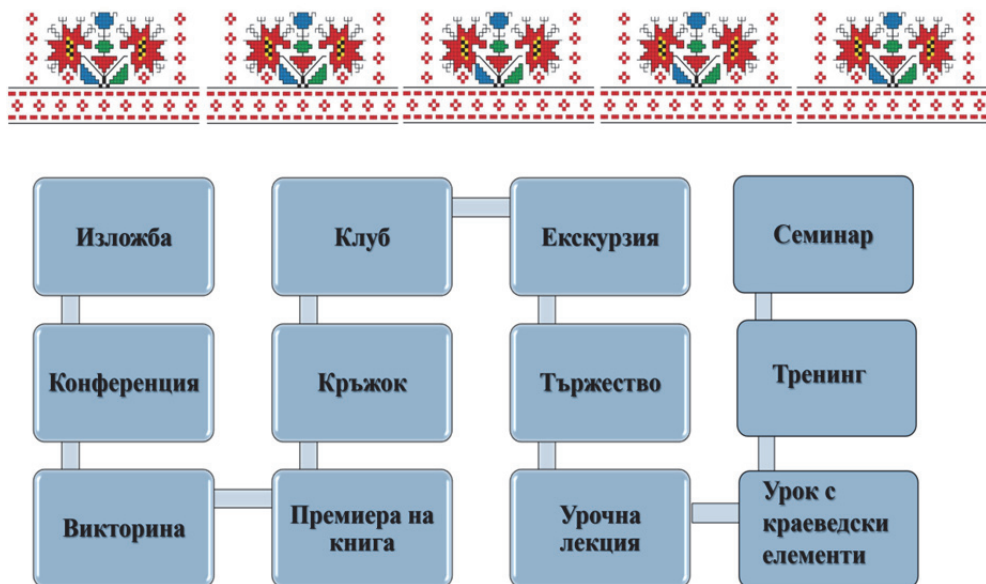 Изложба
Клуб
Екскурзия
Семинар
Конференция
Кръжок
Тържество
Тренинг
Викторина
Премиера на
книга
Урочна
лекция
Урок с
краеведски
елементи